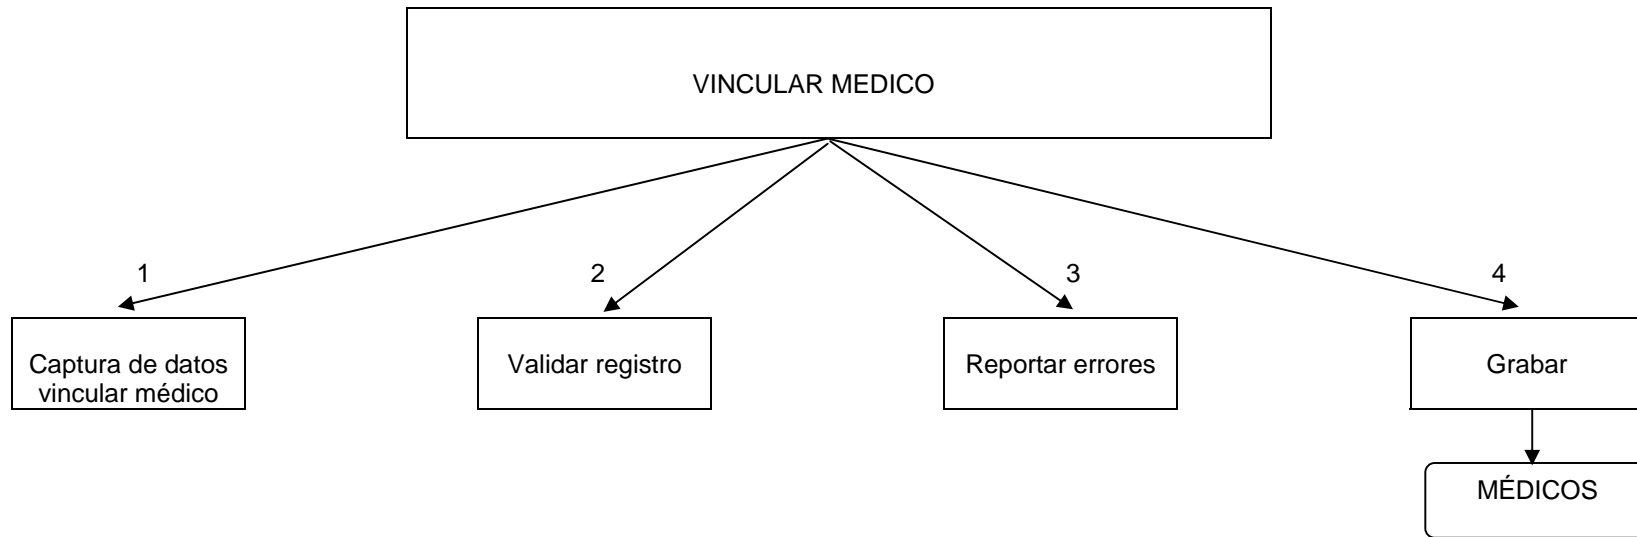 VINCULAR MEDICO
1
2
3
4
Captura de datos
vincular médico
Validar registro
Reportar errores
Grabar
MÉDICOS